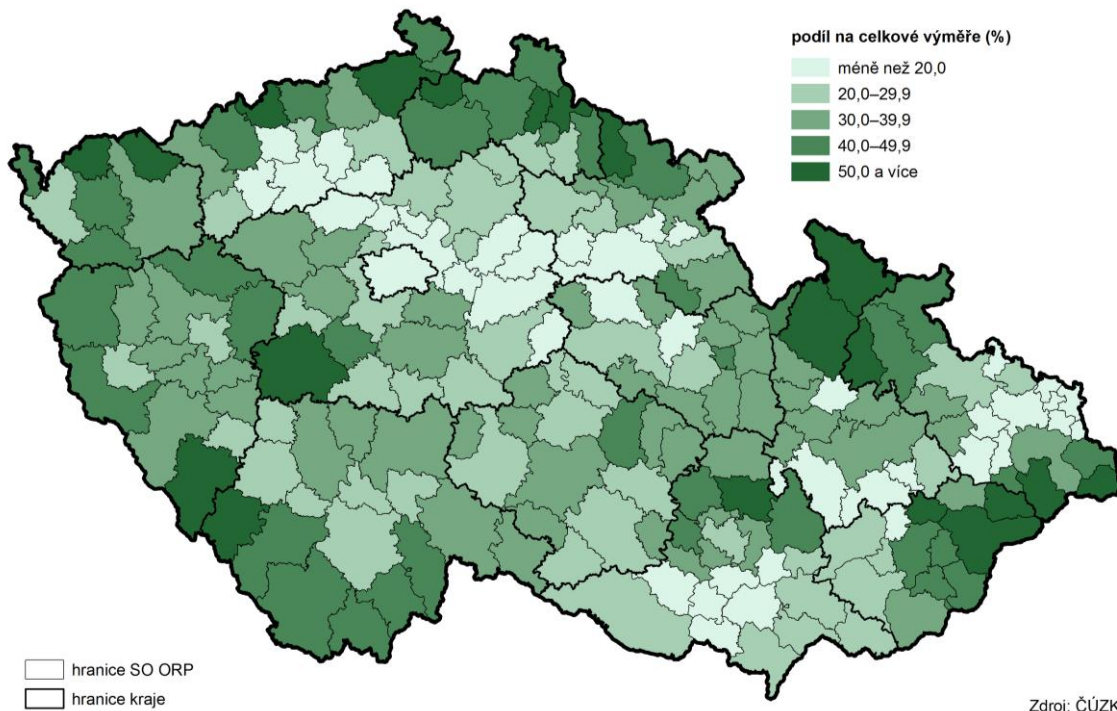 podíl na celkové výměře (%)
méně než 20,0
20,0–29,9
30,0–39,9
40,0–49,9
50,0 a více
hranice SO ORP
hranice kraje
Zdroj: ČÚZK